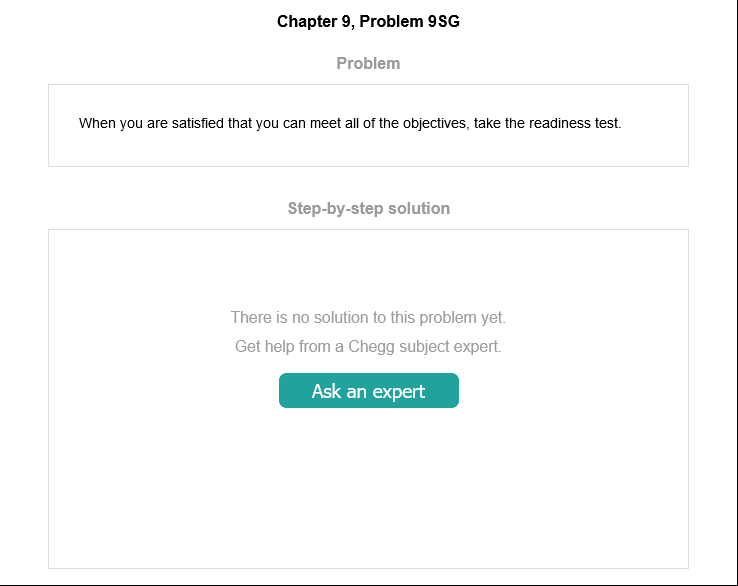 Chapter 9, Problem 9SG
Problem
When you are satisfied that you can meet all of the objectives, take the readiness test.
Step-by-step solution
There is no solution to this problem yet.
Get help from a Chegg subject expert.
Ask an expert